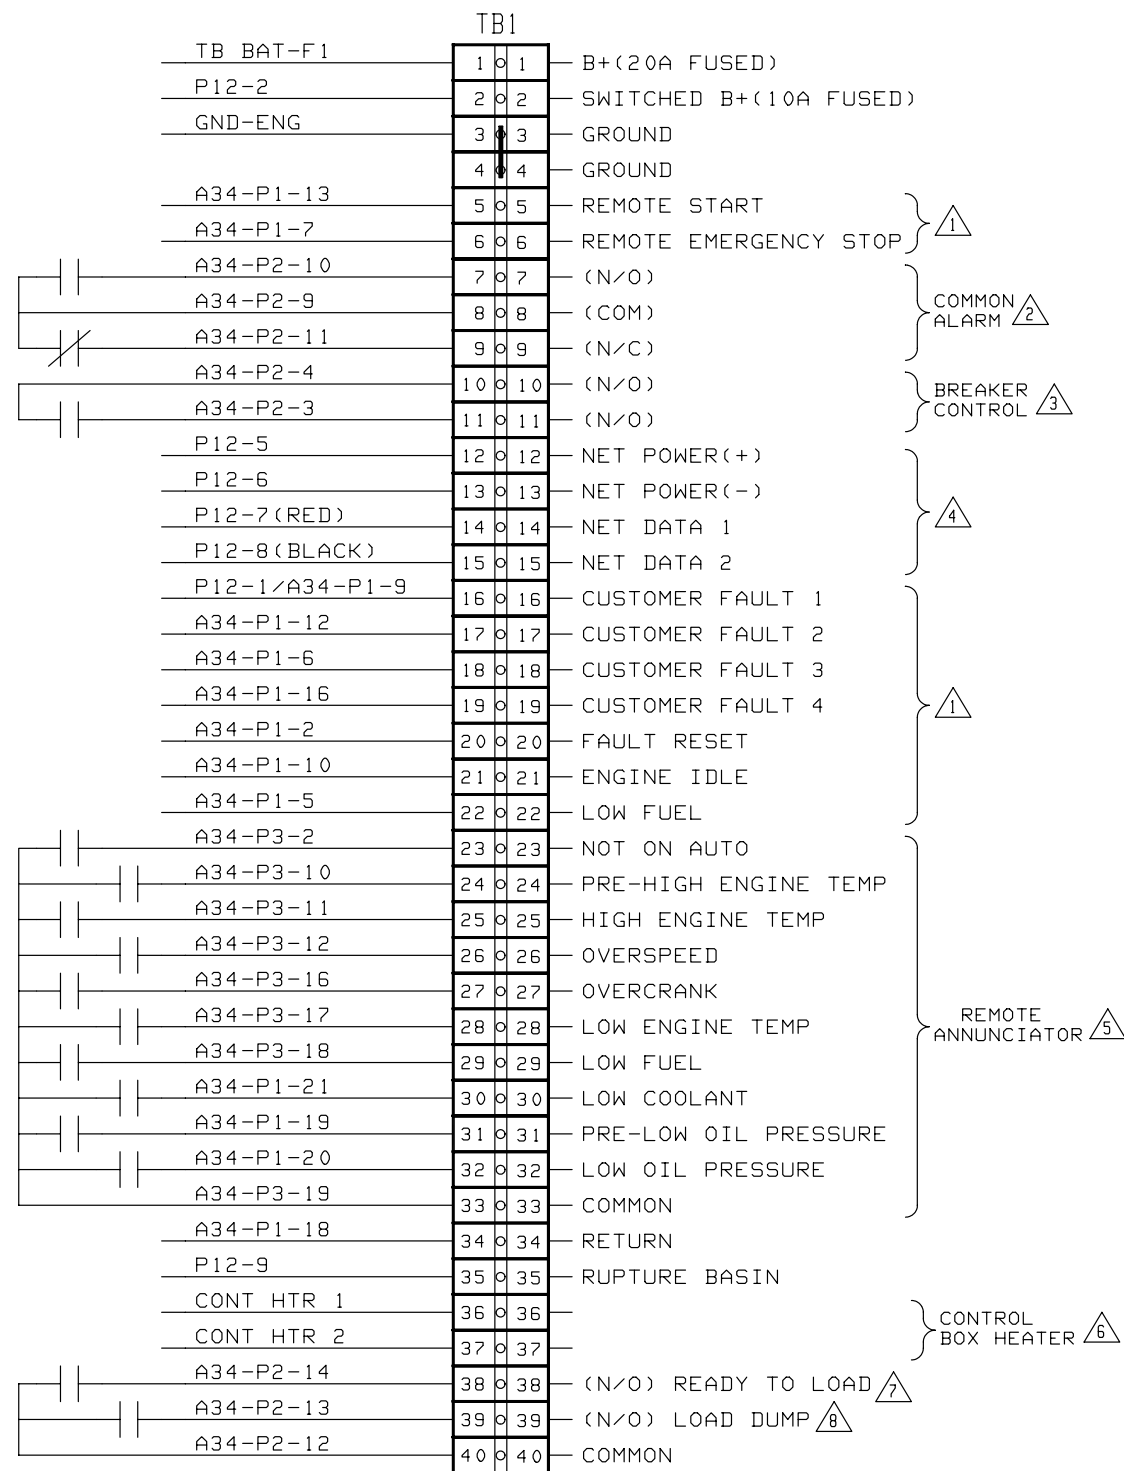 TB1
TB BAT-F1 1 1 B+(20A FUSED)
P12-2 2 2 SWITCHED B+(10A FUSED)
GND-ENG 3 3 GROUND
4 4 GROUND
A34-P1-13 5 5 REMOTE START
A34-P1-7 6 6 REMOTE EMERGENCY STOP
1
A34-P2-10 7 7 (N/O)
A34-P2-9 8 8 (COM)
A34-P2-11 9 9 (N/C)
COMMON
ALARM 2
A34-P2-4 10 10 (N/O)
A34-P2-3 11 11 (N/O)
BREAKER
CONTROL 3
P12-5 12 12 NET POWER(+)
P12-6 13 13 NET POWER(-)
P12-7(RED) 14 14 NET DATA 1
P12-8(BLACK) 15 15 NET DATA 2
4
P12-1/A34-P1-9 16 16 CUSTOMER FAULT 1
A34-P1-12 17 17 CUSTOMER FAULT 2
A34-P1-6 18 18 CUSTOMER FAULT 3
A34-P1-16 19 19 CUSTOMER FAULT 4
A34-P1-2 20 20 FAULT RESET
A34-P1-10 21 21 ENGINE IDLE
A34-P1-5 22 22 LOW FUEL
1
A34-P3-2 23 23 NOT ON AUTO
A34-P3-10 24 24 PRE-HIGH ENGINE TEMP
A34-P3-11 25 25 HIGH ENGINE TEMP
A34-P3-12 26 26 OVERSPEED
A34-P3-16 27 27 OVERCRANK
A34-P3-17 28 28 LOW ENGINE TEMP
A34-P3-18 29 29 LOW FUEL
A34-P1-21 30 30 LOW COOLANT
A34-P1-19 31 31 PRE-LOW OIL PRESSURE
A34-P1-20 32 32 LOW OIL PRESSURE
A34-P3-19 33 33 COMMON
REMOTE
ANNUNCIATOR 5
A34-P1-18 34 34 RETURN
P12-9 35 35 RUPTURE BASIN
CONT HTR 1 36 36
CONT HTR 2 37 37
CONTROL
BOX HEATER 6
A34-P2-14 38 38 (N/O) READY TO LOAD 7
A34-P2-13 39 39 (N/O) LOAD DUMP 8
A34-P2-12 40 40 COMMON